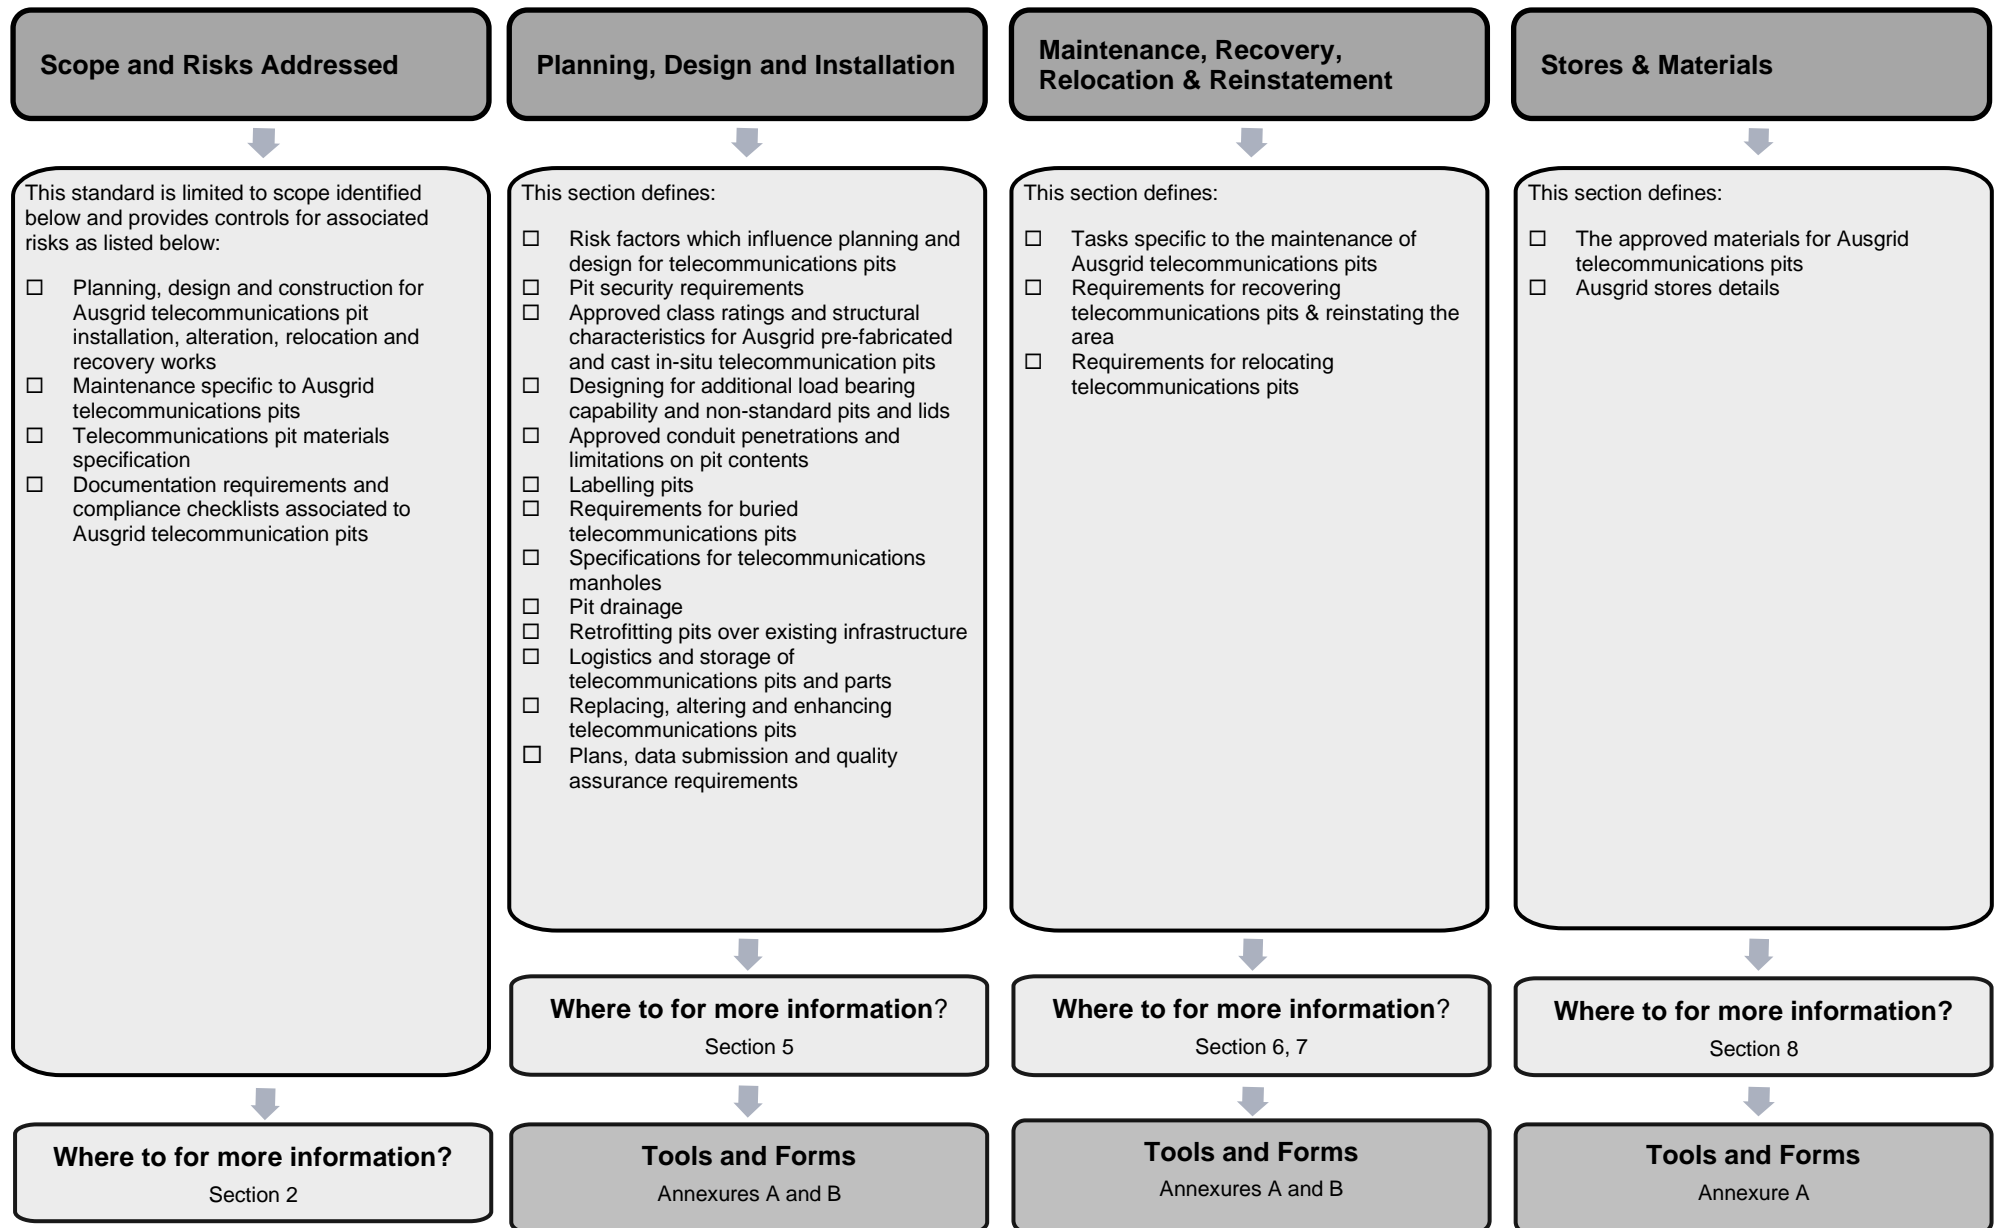 Scope and Risks Addressed
This standard is limited to scope identified
below and provides controls for associated
risks as listed below:
☐ Planning, design and construction for
Ausgrid telecommunications pit
installation, alteration, relocation and
recovery works
☐ Maintenance specific to Ausgrid
telecommunications pits
☐ Telecommunications pit materials
specification
☐ Documentation requirements and
compliance checklists associated to
Ausgrid telecommunication pits
Where to for more information?
Section 2
Planning, Design and Installation
This section defines:
☐ Risk factors which influence planning and
design for telecommunications pits
☐ Pit security requirements
☐ Approved class ratings and structural
characteristics for Ausgrid pre-fabricated
and cast in-situ telecommunication pits
☐ Designing for additional load bearing
capability and non-standard pits and lids
☐ Approved conduit penetrations and
limitations on pit contents
☐ Labelling pits
☐ Requirements for buried
telecommunications pits
☐ Specifications for telecommunications
manholes
☐ Pit drainage
☐ Retrofitting pits over existing infrastructure
☐ Logistics and storage of
telecommunications pits and parts
☐ Replacing, altering and enhancing
telecommunications pits
☐ Plans, data submission and quality
assurance requirements
Where to for more information?
Section 5
Tools and Forms
Annexures A and B
Maintenance, Recovery,
Relocation & Reinstatement
This section defines:
☐ Tasks specific to the maintenance of
Ausgrid telecommunications pits
☐ Requirements for recovering
telecommunications pits & reinstating the
area
☐ Requirements for relocating
telecommunications pits
Where to for more information?
Section 6, 7
Tools and Forms
Annexures A and B
Stores & Materials
This section defines:
☐ The approved materials for Ausgrid
telecommunications pits
☐ Ausgrid stores details
Where to for more information?
Section 8
Tools and Forms
Annexure A